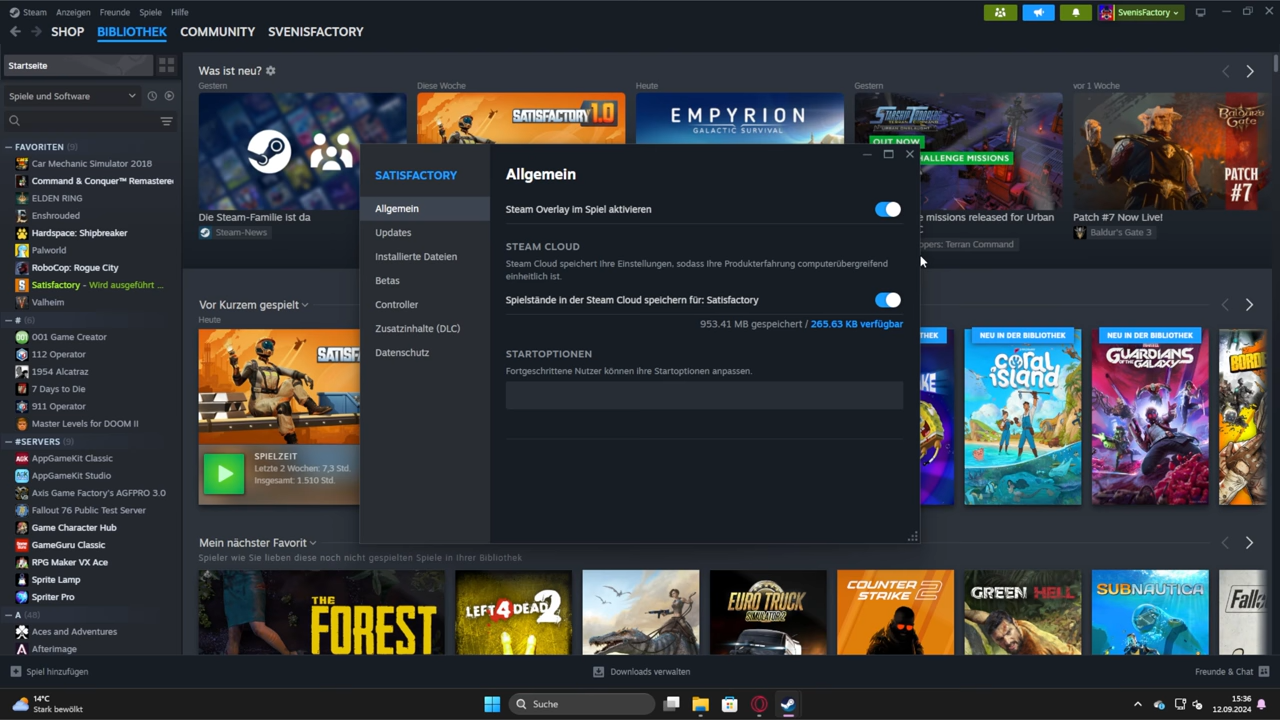 Steam Anzeigen Freunde Spiele Hilfe
SvenisFactory
SHOP BIBLIOTHEK COMMUNITY SVENISFACTORY
Startseite
Spiele und Software
FAVORITEN (9)
Car Mechanic Simulator 2018
Command & Conquer™ Remastere
ELDEN RING
Enshrouded
Hardspace: Shipbreaker
Palworld
RoboCop: Rogue City
Satisfactory - Wird ausgeführt ...
Valheim
# (6)
001 Game Creator
112 Operator
1954 Alcatraz
7 Days to Die
911 Operator
Master Levels for DOOM II
#SERVERS (9)
AppGameKit Classic
AppGameKit Studio
Axis Game Factory's AGFPRO 3.0
Fallout 76 Public Test Server
Game Character Hub
GameGuru Classic
RPG Maker VX Ace
Sprite Lamp
Spriter Pro
A (48)
Aces and Adventures
Afterimage
Was ist neu?
Gestern
Diese Woche
Heute
Gestern
vor 1 Woche
SATISFACTORY 1.0
EMPYRION
GALACTIC SURVIVAL
STARSHIP TROOPERS
OUT NOW
HALLENGE MISSIONS
BALDUR'S GATE
PATCH
#7
Die Steam-Familie ist da
Steam-News
e missions released for Urban
opers: Terran Command
Patch #7 Now Live!
Baldur's Gate 3
SATISFACTORY
Allgemein
Updates
Installierte Dateien
Betas
Controller
Zusatzinhalte (DLC)
Datenschutz
Allgemein
Steam Overlay im Spiel aktivieren
STEAM CLOUD
Steam Cloud speichert Ihre Einstellungen, sodass Ihre Produkterfahrung computerübergreifend
einheitlich ist.
Spielstände in der Steam Cloud speichern für: Satisfactory
953.41 MB gespeichert / 265.63 KB verfügbar
STARTOPTIONEN
Fortgeschrittene Nutzer können ihre Startoptionen anpassen.
Vor Kurzem gespielt
Heute
SATISF
SPIELZEIT
Letzte 2 Wochen: 7,3 Std.
Insgesamt: 1.510 Std.
THEK
NEU IN DER BIBLIOTHEK
NEU IN DER BIBLIOTHEK
coral
island
GUARDIANS
OF THE GALAXY
BORDE
Mein nächster Favorit
Spieler wie Sie lieben diese noch nicht gespielten Spiele in Ihrer Bibliothek
THE
FOREST
LEFT 4 DEAD 2
EURO TRUCK
SIMULATOR 2
COUNTER
STRIKE 2
GREEN HELL
SUBNAUTICA
Fallo
Spiel hinzufügen
Downloads verwalten
Freunde & Chat
14°C
Stark bewölkt
Suche
15:36
12.09.2024